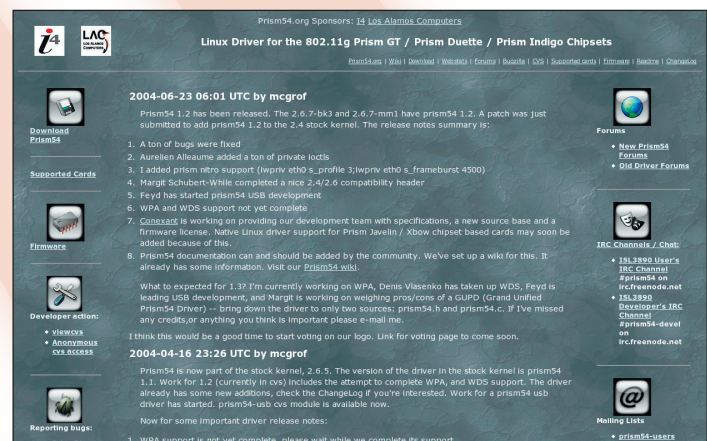 Prism54.org Sponsors: I4 Los Alamos Computers
i4
LAC
LOS ALAMOS
COMPUTERS
Linux Driver for the 802.11g Prism GT / Prism Duette / Prism Indigo Chipsets
Prism54.org | Wiki | Download | Webstats | Forums | Bugzilla | CVS | Supported cards | Firmware | Readme | ChangeLog
Download
Prism54
Supported Cards
Firmware
Developer action:
viewcvs
Anonymous
cvs access
Reporting bugs:
2004-06-23 06:01 UTC by mcgrof
Prism54 1.2 has been released. The 2.6.7-bk3 and 2.6.7-mm1 have prism54 1.2. A patch was just
submitted to add prism54 1.2 to the 2.4 stock kernel. The release notes summary is:
1. A ton of bugs were fixed
2. Aurelien Alleaume added a ton of private ioctls
3. I added prism nitro support (iwpriv eth0 s_profile 3;iwpriv eth0 s_frameburst 4500)
4. Margit Schubert-While completed a nice 2.4/2.6 compatibility header
5. Feyd has started prism54 USB development
6. WPA and WDS support not yet complete
7. Conexant is working on providing our development team with specifications, a new source base and a
firmware license. Native Linux driver support for Prism Javelin / Xbow chipset based cards may soon be
added because of this.
8. Prism54 documentation can and should be added by the community. We've set up a wiki for this. It
already has some information. Visit our Prism54 wiki.
What to expected for 1.3? I'm currently working on WPA, Denis Vlasenko has taken up WDS, Feyd is
leading USB development, and Margit is working on weighing pros/cons of a GUPD (Grand Unified
Prism54 Driver) -- bring down the driver to only two sources: prism54.h and prism54.c. If I've missed
any credits,or anything you think is important please e-mail me.
I think this would be a good time to start voting on our logo. Link for voting page to come soon.
2004-04-16 23:26 UTC by mcgrof
Prism54 is now part of the stock kernel, 2.6.5. The version of the driver in the stock kernel is prism54
1.1. Work for 1.2 (currently in cvs) includes the attempt to complete WPA, and WDS support. The driver
already has some new additions, check the ChangeLog if you're interested. Work for a prism54 usb
driver has started. prism54-usb cvs module is available now.
Now for some important driver release notes:
1. WPA support is not yet complete, please wait while we complete its support
Forums
New Prism54
Forums
Old Driver Forums
IRC Channels / Chat:
ISL3890 User's
IRC Channel
#prism54 on
irc.freenode.net
ISL3890
Developer's IRC
Channel
#prism54-devel
on
irc.freenode.net
@
Mailing Lists
prism54-users